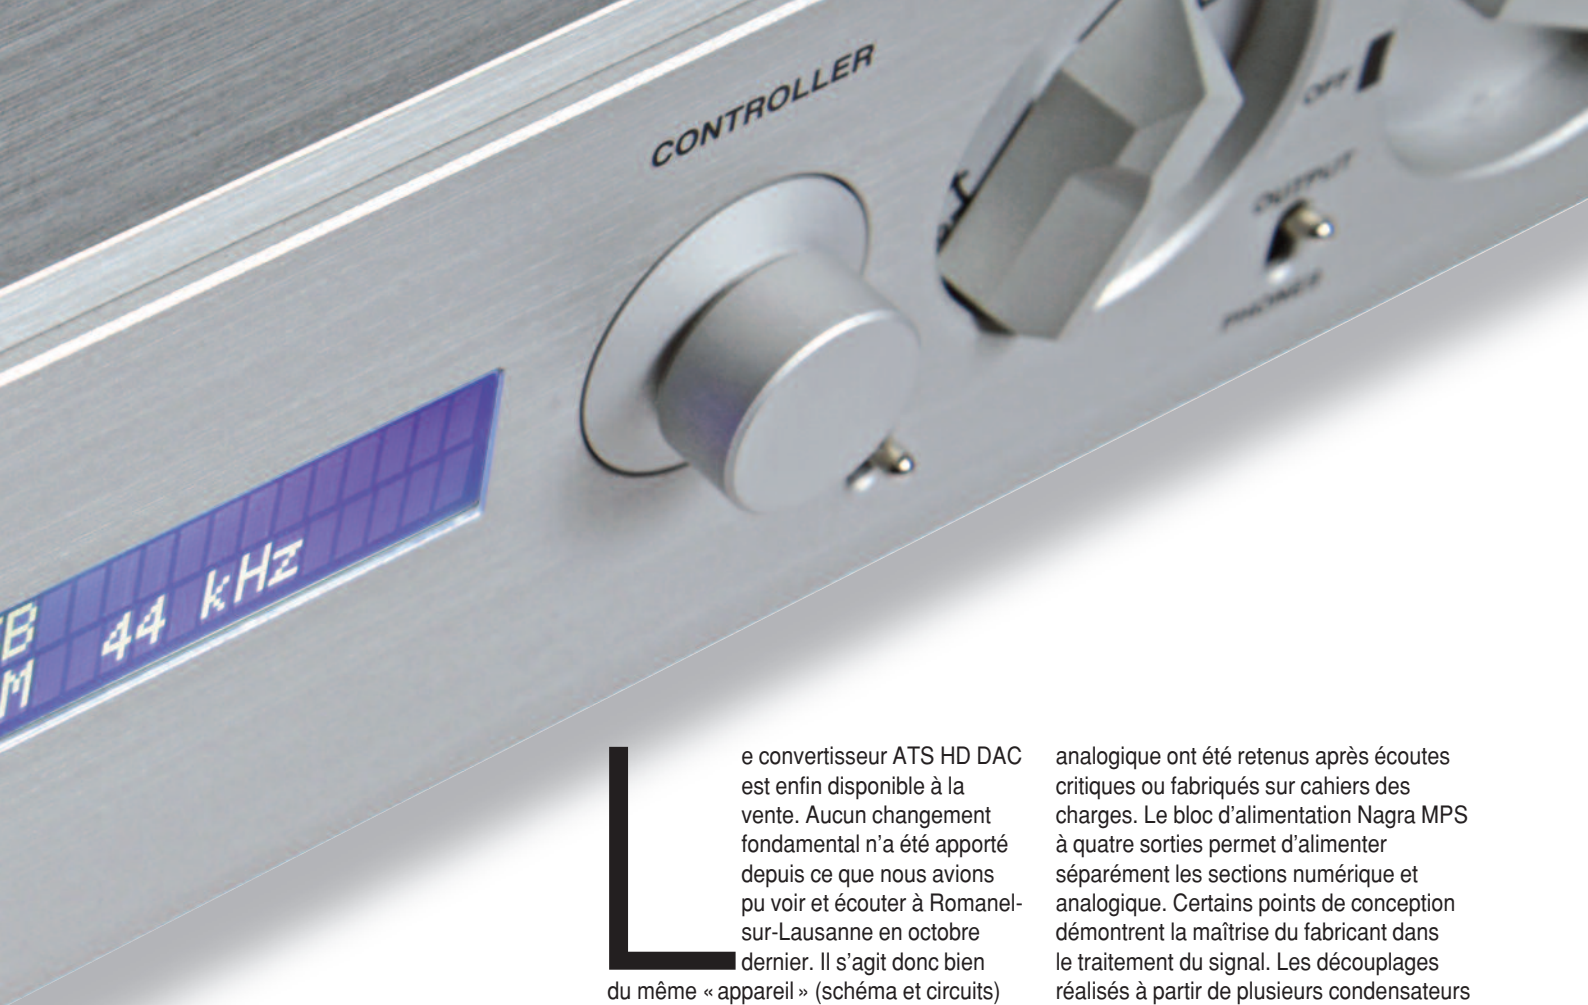 CONTROLLER
OFF
OUTPUT
PHONES
B 44 kHz
M
Le convertisseur ATS HD DAC
est enfin disponible à la
vente. Aucun changement
fondamental n'a été apporté
depuis ce que nous avions
pu voir et écouter à Romanel-
sur-Lausanne en octobre
dernier. Il s'agit donc bien
du même « appareil » (schéma et circuits)
analogique ont été retenus après écoutes
critiques ou fabriqués sur cahiers des
charges. Le bloc d'alimentation Nagra MPS
à quatre sorties permet d'alimenter
séparément les sections numérique et
analogique. Certains points de conception
démontrent la maîtrise du fabricant dans
le traitement du signal. Les découplages
réalisés à partir de plusieurs condensateurs